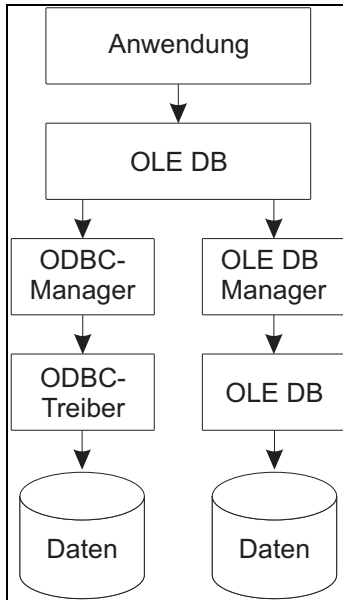 Anwendung
OLE DB
ODBC-
Manager
OLE DB
Manager
ODBC-
Treiber
OLE DB
Daten
Daten